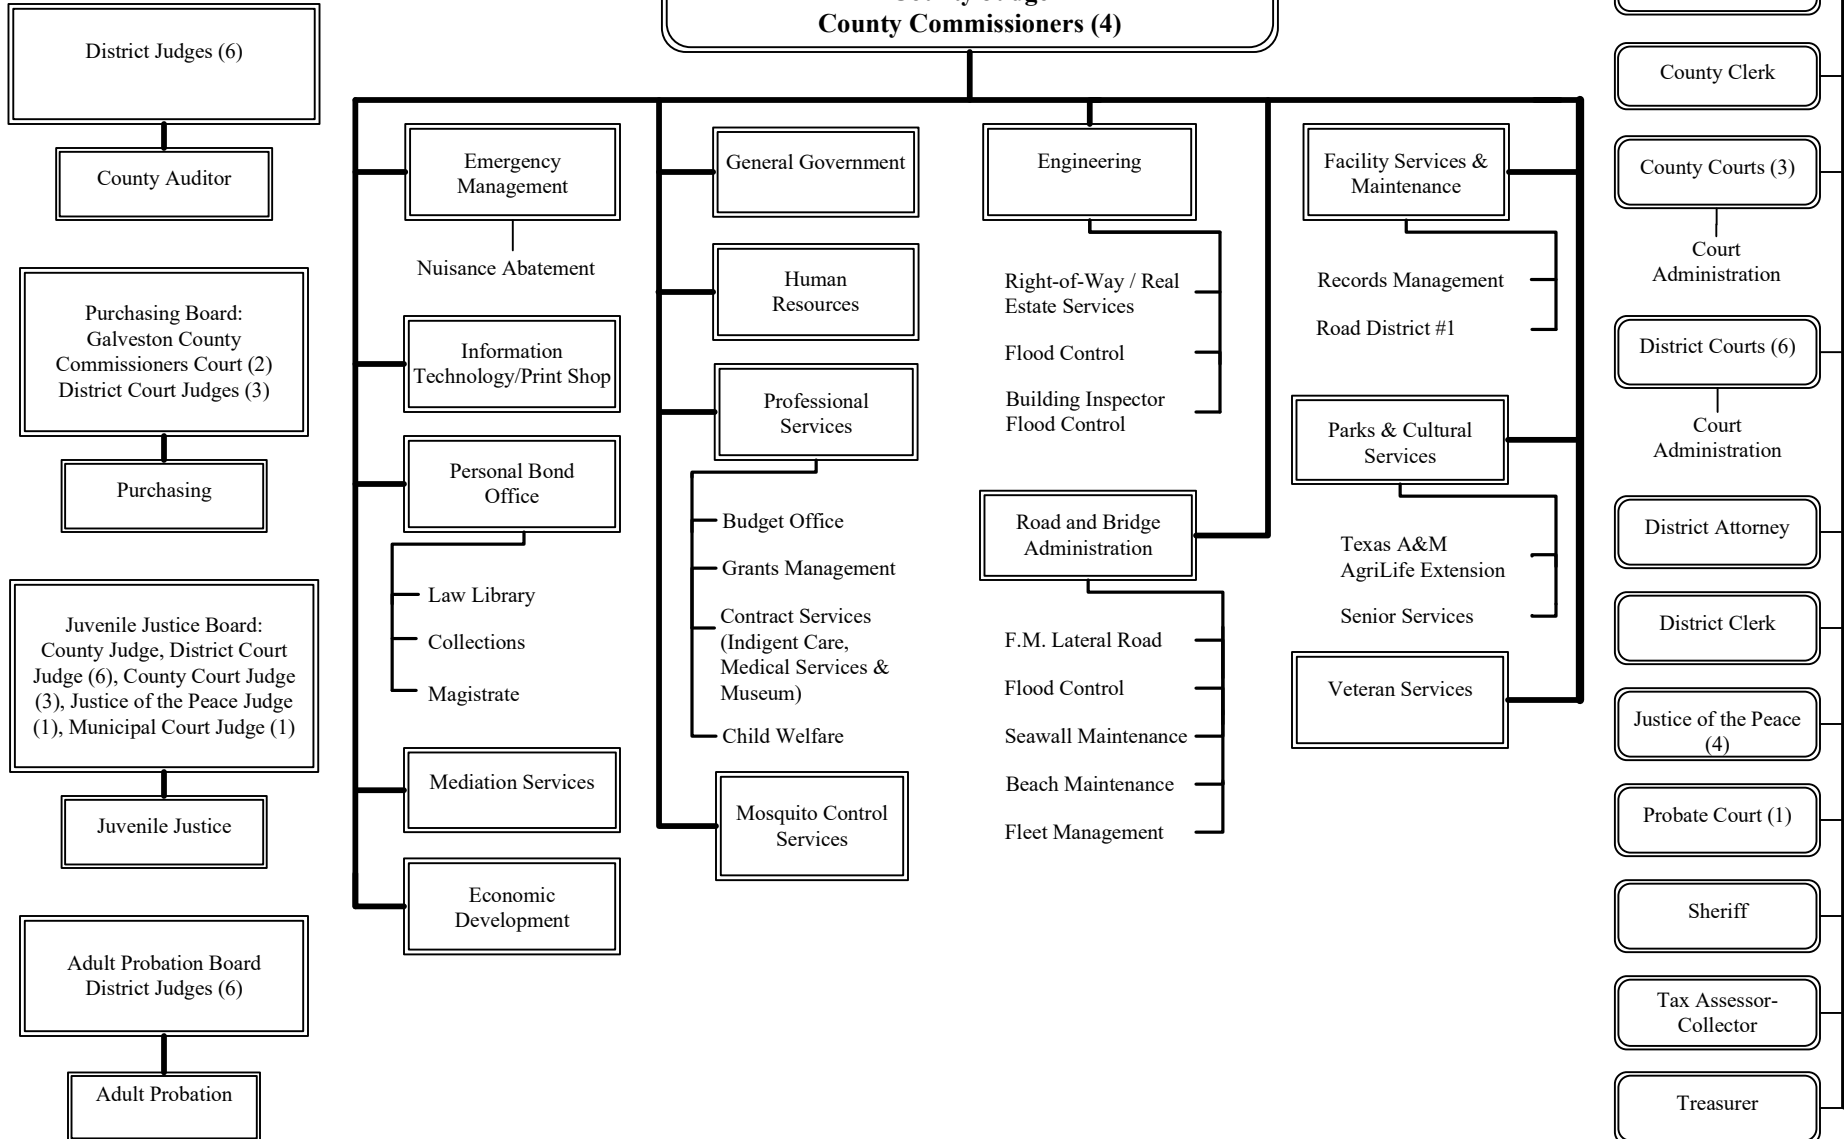 County Commissioners (4)
District Judges (6)
County Auditor
Purchasing Board:
Galveston County
Commissioners Court (2)
District Court Judges (3)
Purchasing
Juvenile Justice Board:
County Judge, District Court
Judge (6), County Court Judge
(3), Justice of the Peace Judge
(1), Municipal Court Judge (1)
Juvenile Justice
Adult Probation Board
District Judges (6)
Adult Probation
Emergency
Management
Nuisance Abatement
Information
Technology/Print Shop
Personal Bond
Office
Law Library
Collections
Magistrate
Mediation Services
Economic
Development
General Government
Human
Resources
Professional
Services
Budget Office
Grants Management
Contract Services
(Indigent Care,
Medical Services &
Museum)
Child Welfare
Mosquito Control
Services
Engineering
Right-of-Way / Real
Estate Services
Flood Control
Building Inspector
Flood Control
Road and Bridge
Administration
F.M. Lateral Road
Flood Control
Seawall Maintenance
Beach Maintenance
Fleet Management
Facility Services &
Maintenance
Records Management
Road District #1
Parks & Cultural
Services
Texas A&M
AgriLife Extension
Senior Services
Veteran Services
County Clerk
County Courts (3)
Court
Administration
District Courts (6)
Court
Administration
District Attorney
District Clerk
Justice of the Peace
(4)
Probate Court (1)
Sheriff
Tax Assessor-
Collector
Treasurer